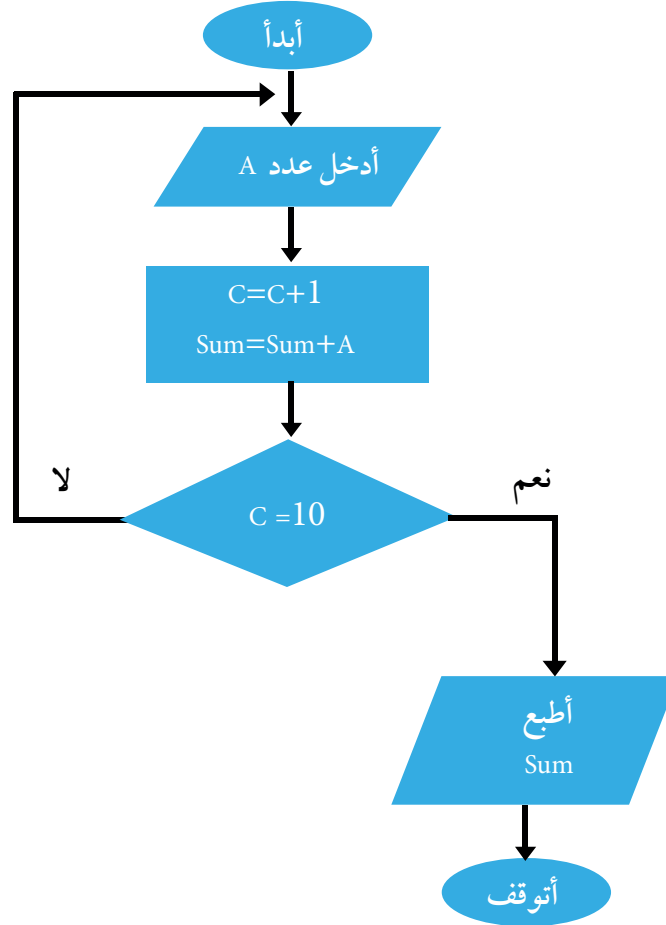 أبدأ
أدخل عدد A
C=C+1
Sum=Sum+A
C =10
لا
نعم
أطبع
Sum
أتوقف